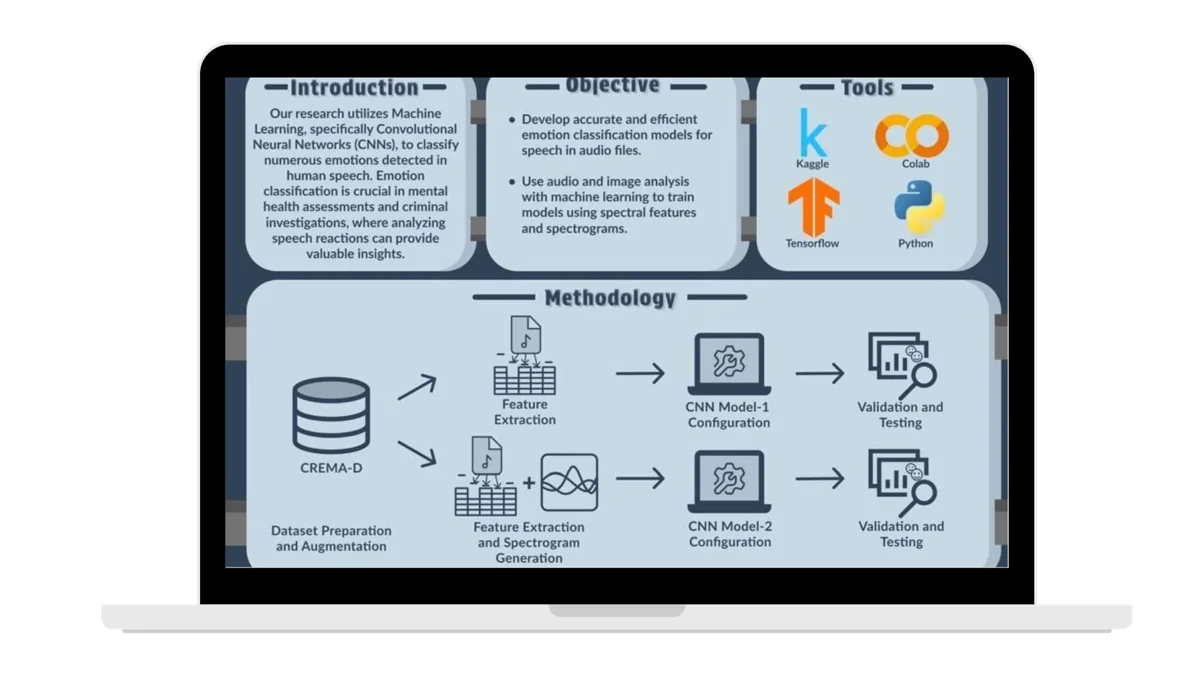 Introduction
Our research utilizes Machine
Learning, specifically Convolutional
Neural Networks (CNNs), to classify
numerous emotions detected in
human speech. Emotion
classification is crucial in mental
health assessments and criminal
investigations, where analyzing
speech reactions can provide
valuable insights.
Objective
• Develop accurate and efficient
emotion classification models for
speech in audio files.
• Use audio and image analysis
with machine learning to train
models using spectral features
and spectrograms.
Tools
Kaggle
Colab
Tensorflow
Python
Methodology
CREMA-D
Dataset Preparation
and Augmentation
Feature
Extraction
CNN Model-1
Configuration
Validation and
Testing
Feature Extraction
and Spectrogram
Generation
CNN Model-2
Configuration
Validation and
Testing